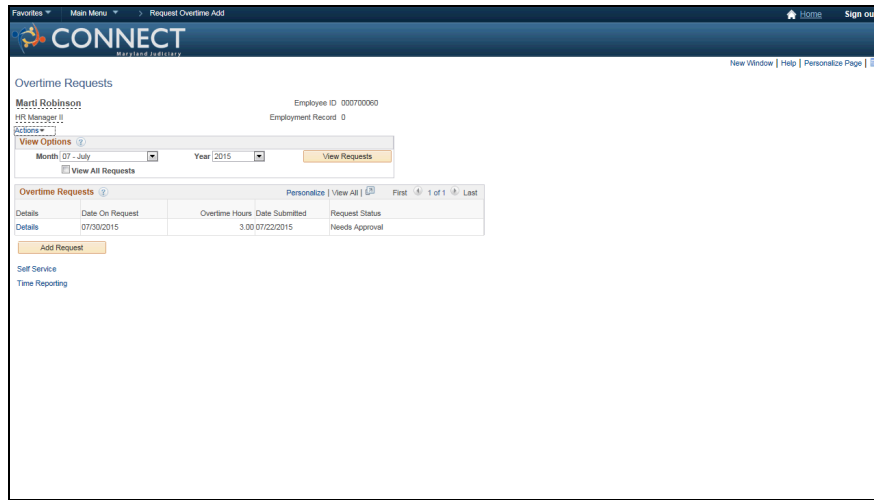 Favorites Main Menu > Request Overtime Add Home Sign ou
CONNECT
Maryland Judiciary
New Window | Help | Personalize Page |
Overtime Requests
Marti Robinson Employee ID 000700060
HR Manager II Employment Record 0
Actions
View Options
Month 07 - July Year 2015 View Requests
View All Requests
Overtime Requests Personalize | View All | First 1 of 1 Last
Details Date On Request Overtime Hours Date Submitted Request Status
Details 07/30/2015 3.00 07/22/2015 Needs Approval
Add Request
Self Service
Time Reporting